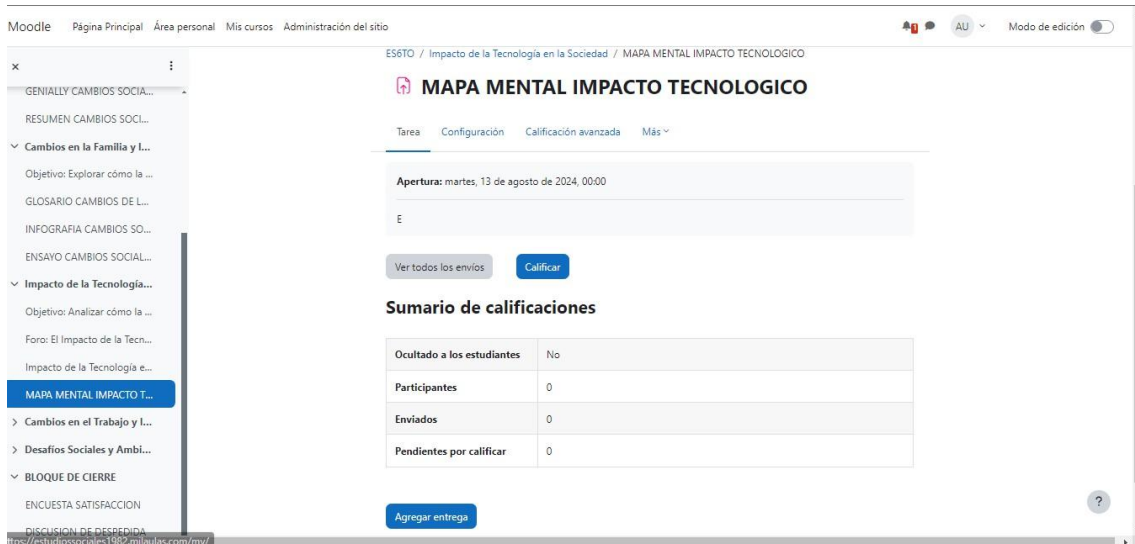 Moodle Página Principal Área personal Mis cursos Administración del sitio 1 AU Modo de edición
GENIALLY CAMBIOS SOCIA...
RESUMEN CAMBIOS SOCI...
Cambios en la Familia y l...
Objetivo: Explorar cómo la ...
GLOSARIO CAMBIOS DE L...
INFOGRAFIA CAMBIOS SO...
ENSAYO CAMBIOS SOCIAL...
Impacto de la Tecnología...
Objetivo: Analizar cómo la ...
Foro: El Impacto de la Tecn...
Impacto de la Tecnología e...
MAPA MENTAL IMPACTO T...
Cambios en el Trabajo y l...
Desafíos Sociales y Ambi...
BLOQUE DE CIERRE
ENCUESTA SATISFACCION
DISCUSION DE DESPEDIDA
ttps://estudiossociales1982.milaulas.com/my/
ES6TO / Impacto de la Tecnología en la Sociedad / MAPA MENTAL IMPACTO TECNOLOGICO
MAPA MENTAL IMPACTO TECNOLOGICO
Tarea Configuración Calificación avanzada Más
Apertura: martes, 13 de agosto de 2024, 00:00
E
Ver todos los envíos Calificar
Sumario de calificaciones
Ocultado a los estudiantes No
Participantes 0
Enviados 0
Pendientes por calificar 0
Agregar entrega
?